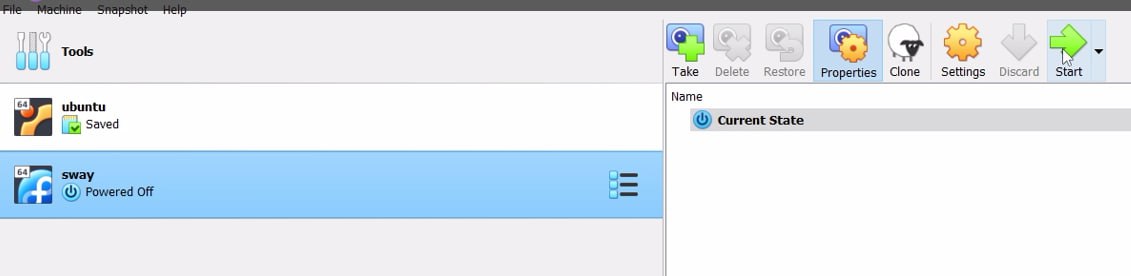 File Machine Snapshot Help
Tools
Take Delete Restore Properties Clone Settings Discard Start
Name
Current State
64
ubuntu
Saved
64
sway
Powered Off